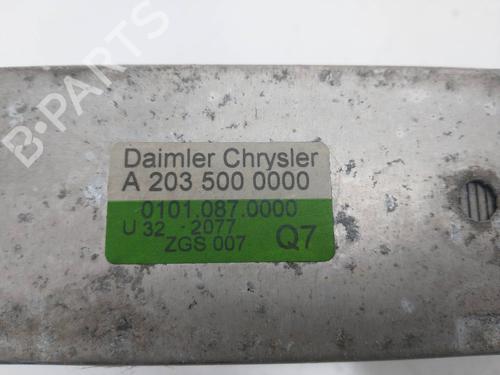 B-PARTS
Daimler Chrysler
A 203 500 0000
0101.087.0000
U 32 - 2077
ZGS 007 Q7